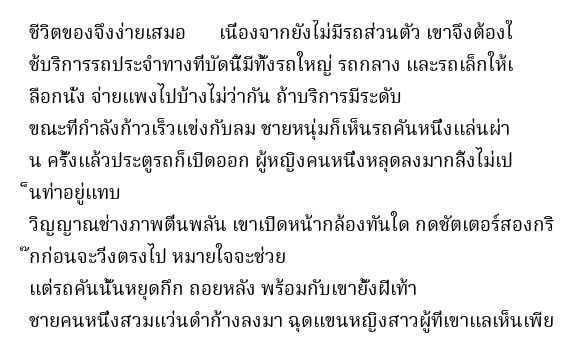 ชีวิตของจึงง่ายเสมอ     เนื่องจากยังไม่มีรถส่วนตัว เขาจึงต้องใ
ช้บริการรถประจำทางที่บัดนี้มีทั้งรถใหญ่ รถกลาง และรถเล็กให้เ
ลือกนั่ง จ่ายแพงไปบ้างไม่ว่ากัน ถ้าบริการมีระดับ
ขณะที่กำลังก้าวเร็วแข่งกับลม ชายหนุ่มก็เห็นรถคันหนึ่งแล่นผ่า
น ครั้งแล้วประตูรถก็เปิดออก ผู้หญิงคนหนึ่งหลุดลงมากลิ้งไม่เป
็นท่าอยู่แทบ
วิญญาณช่างภาพตื่นพลัน เขาเปิดหน้ากล้องทันใด กดชัตเตอร์สองกริ
๊กก่อนจะวิ่งตรงไป หมายใจจะช่วย
แต่รถคันนั้นหยุดกึก ถอยหลัง พร้อมกับเขายั้งฝีเท้า
ชายคนหนึ่งสวมแว่นดำก้างลงมา ฉุดแขนหญิงสาวผู้ที่เขาแลเห็นเพีย